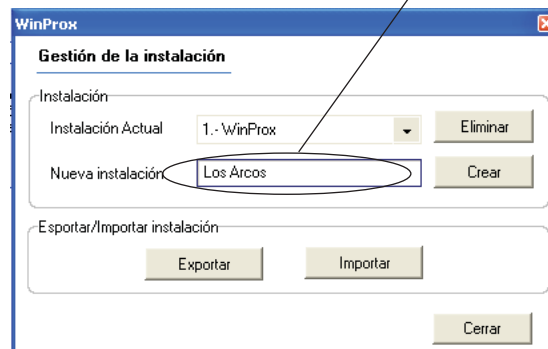 WinProx
Gestión de la instalación
Instalación
Instalación Actual 1.- WinProx Eliminar
Nueva instalación Los Arcos Crear
Esportar/Importar instalación
Exportar Importar
Cerrar